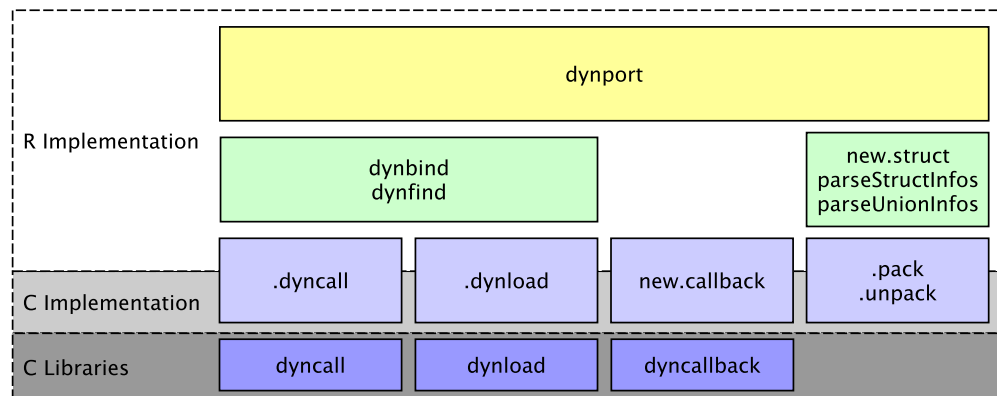 dynport
R Implementation
dynbind
dynfind
new.struct
parseStructInfos
parseUnionInfos
.dyncall
.dynload
new.callback
.pack
.unpack
C Implementation
C Libraries
dyncall
dynload
dyncallback